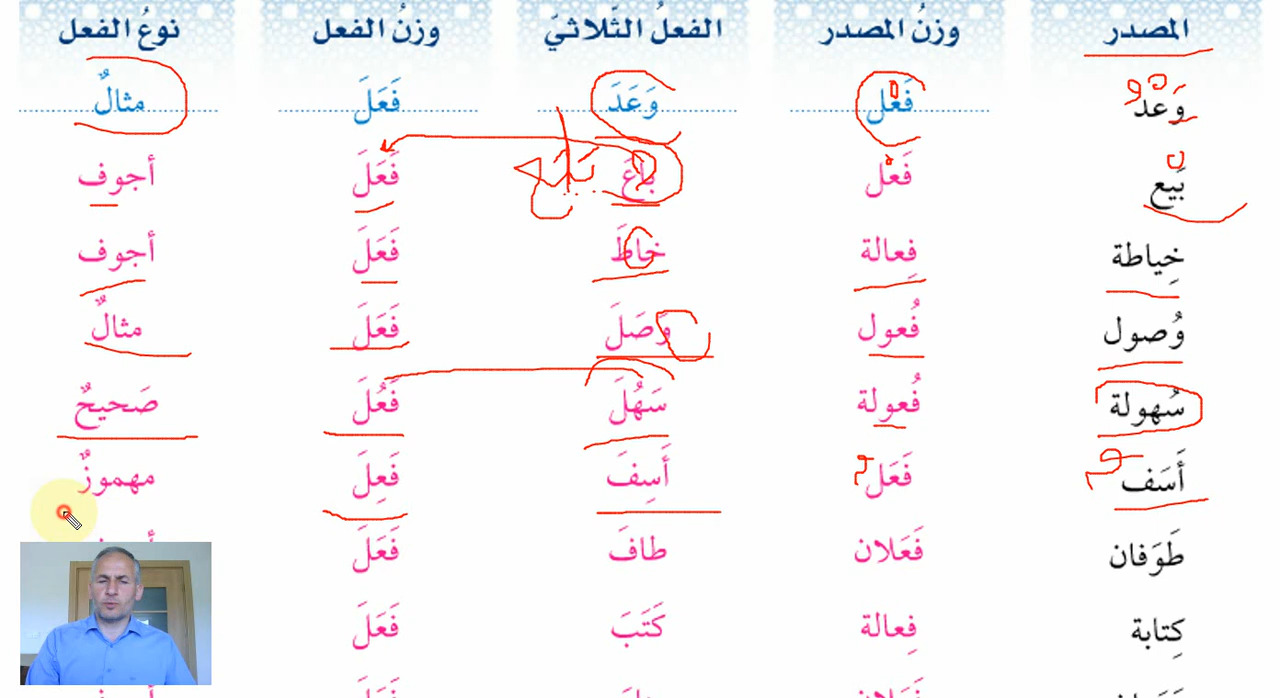 المصدر وزنُ المصدر الفعلُ الثّلاثيّ وزنُ الفعل نوعُ الفعل
وَعْد فَعْل وَعَدَ فَعَلَ مثالٌ
بَيع فَعْل باعَ فَعَلَ أجوف
خِياطة فِعالة خاطَ فَعَلَ أجوف
وُصول فُعول وَصَلَ فَعَلَ مثالٌ
سُهولة فُعولة سَهُلَ فَعُلَ صَحيحٌ
أَسَف فَعَل أَسِفَ فَعِلَ مهموزٌ
طَوَفان فَعَلان طافَ فَعَلَ
كِتابة فِعالة كَتَبَ فَعَلَ